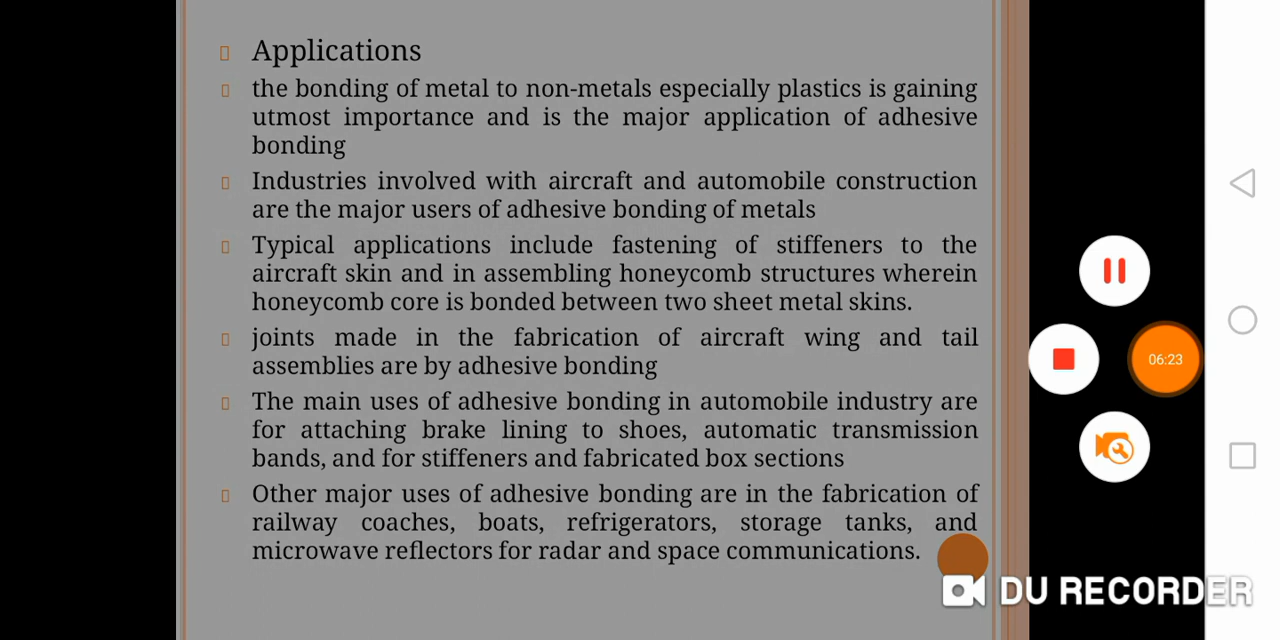 Applications
the bonding of metal to non-metals especially plastics is gaining
utmost importance and is the major application of adhesive
bonding
Industries involved with aircraft and automobile construction
are the major users of adhesive bonding of metals
Typical applications include fastening of stiffeners to the
aircraft skin and in assembling honeycomb structures wherein
honeycomb core is bonded between two sheet metal skins.
joints made in the fabrication of aircraft wing and tail
assemblies are by adhesive bonding
The main uses of adhesive bonding in automobile industry are
for attaching brake lining to shoes, automatic transmission
bands, and for stiffeners and fabricated box sections
Other major uses of adhesive bonding are in the fabrication of
railway coaches, boats, refrigerators, storage tanks, and
microwave reflectors for radar and space communications.
06:23
DU RECORDER